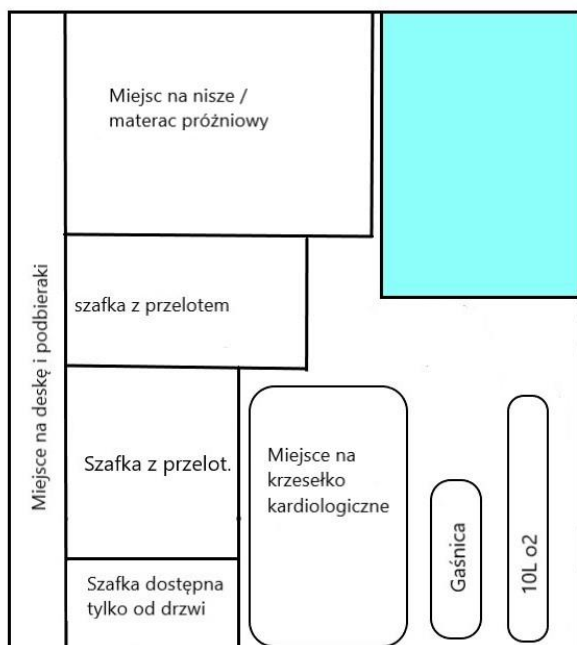 Miejsc na nisze /
materac próżniowy
szafka z przelotem
Miejsce na deskę i podbieraki
Szafka z przelot.
Miejsce na
krzesełko
kardiologiczne
Gaśnica
10L o2
Szafka dostępna
tylko od drzwi